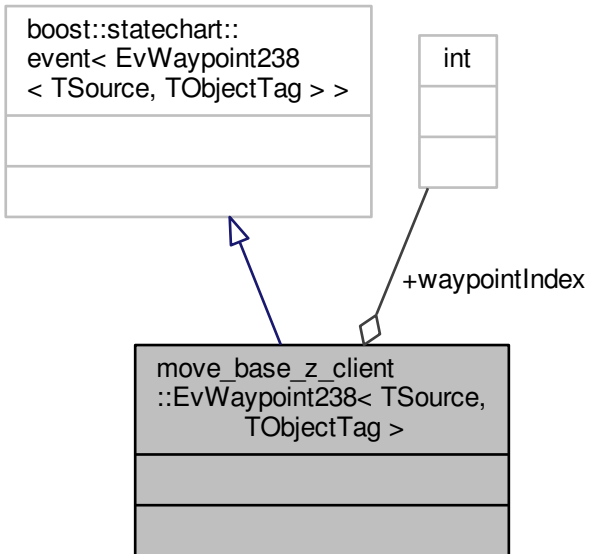 boost::statechart::
event< EvWaypoint238
< TSource, TObjectTag > >
int
+waypointIndex
move_base_z_client
::EvWaypoint238< TSource,
TObjectTag >